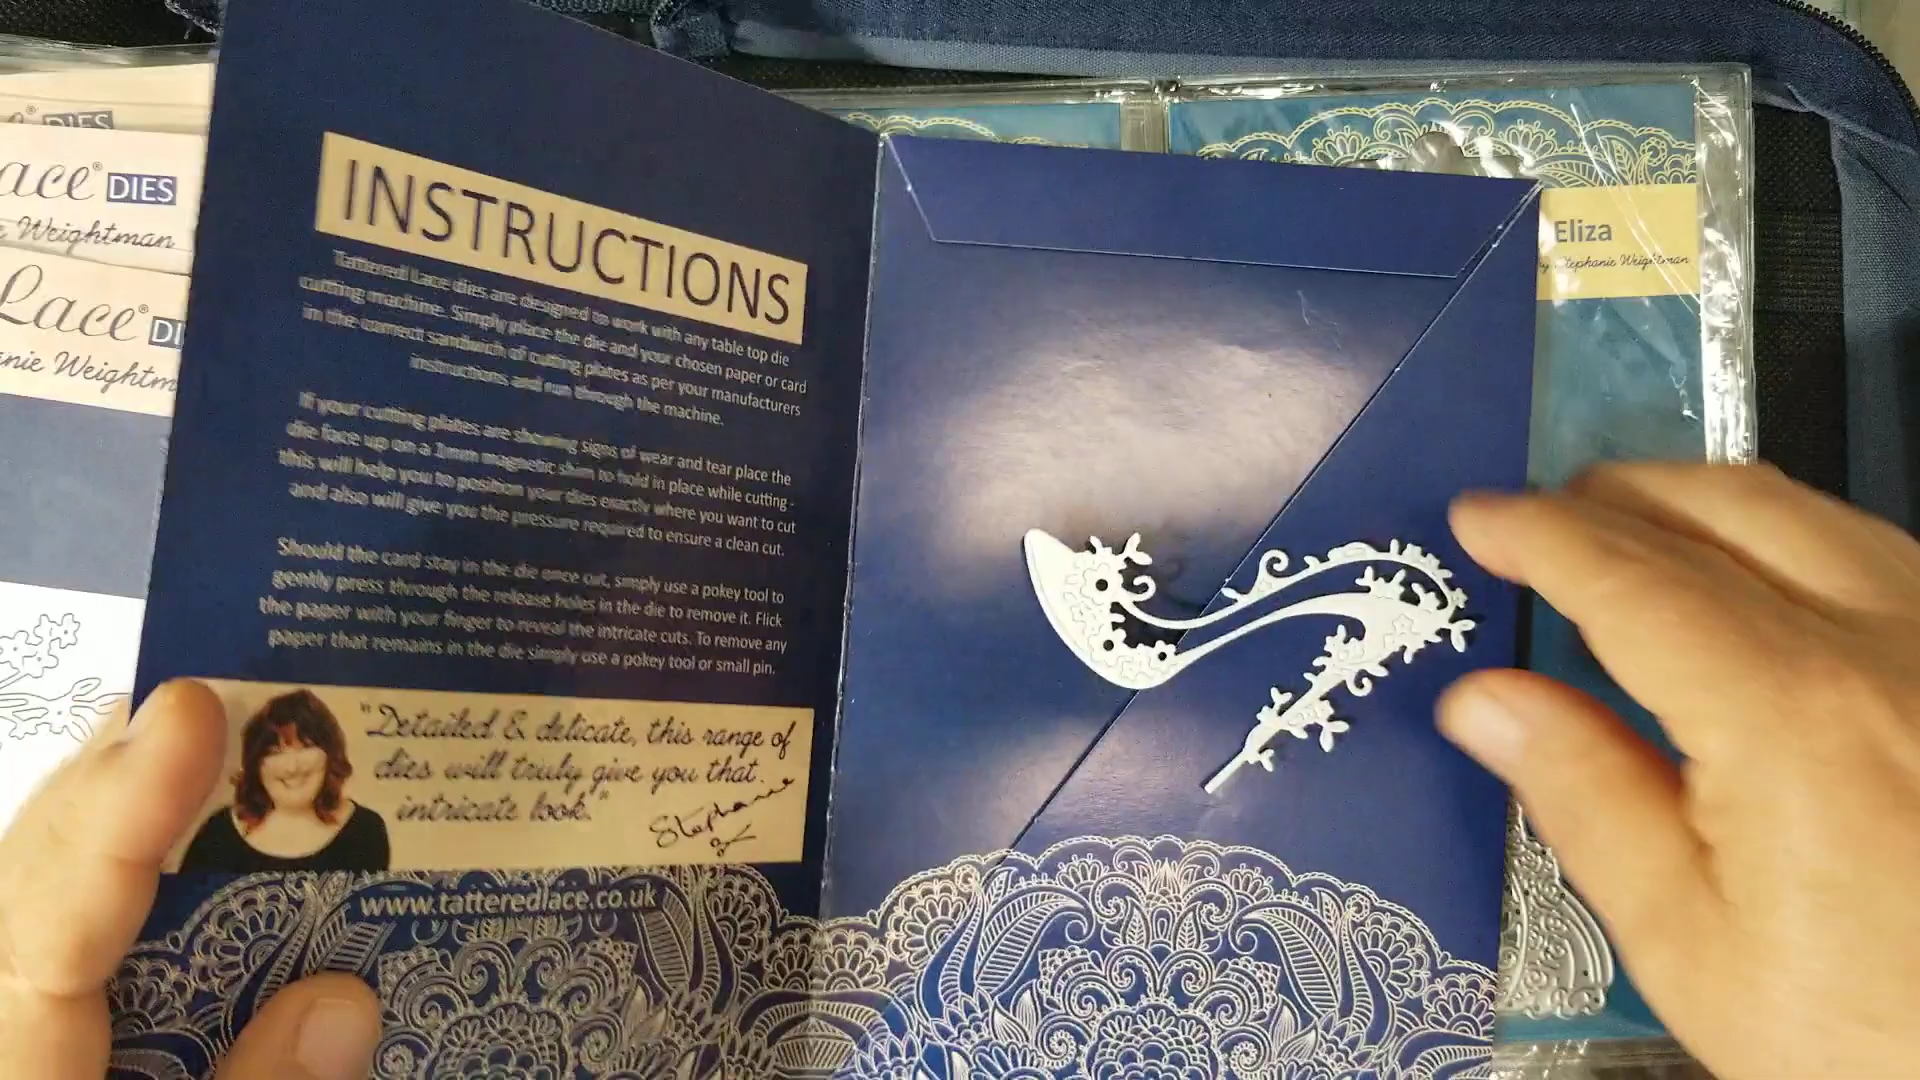 DIES
ace® DIES
Weightman
Lace® DI
nie Weightm
INSTRUCTIONS
Tattered Lace dies are designed to work with any table top die
cutting machine. Simply place the die and your chosen paper or card
in the correct sandwich of cutting plates as per your manufacturers
instructions and run through the machine.
If your cutting plates are showing signs of wear and tear place the
die face up on a 1mm magnetic shim to hold in place while cutting -
this will help you to position your dies exactly where you want to cut
and also will give you the pressure required to ensure a clean cut.
Should the card stay in the die once cut, simply use a pokey tool to
gently press through the release holes in the die to remove it. Flick
the paper with your finger to reveal the intricate cuts. To remove any
paper that remains in the die simply use a pokey tool or small pin.
"Detailed & delicate, this range of
dies will truly give you that
intricate look."
Stephanie
www.tatteredlace.co.uk
Eliza
by Stephanie Weightman